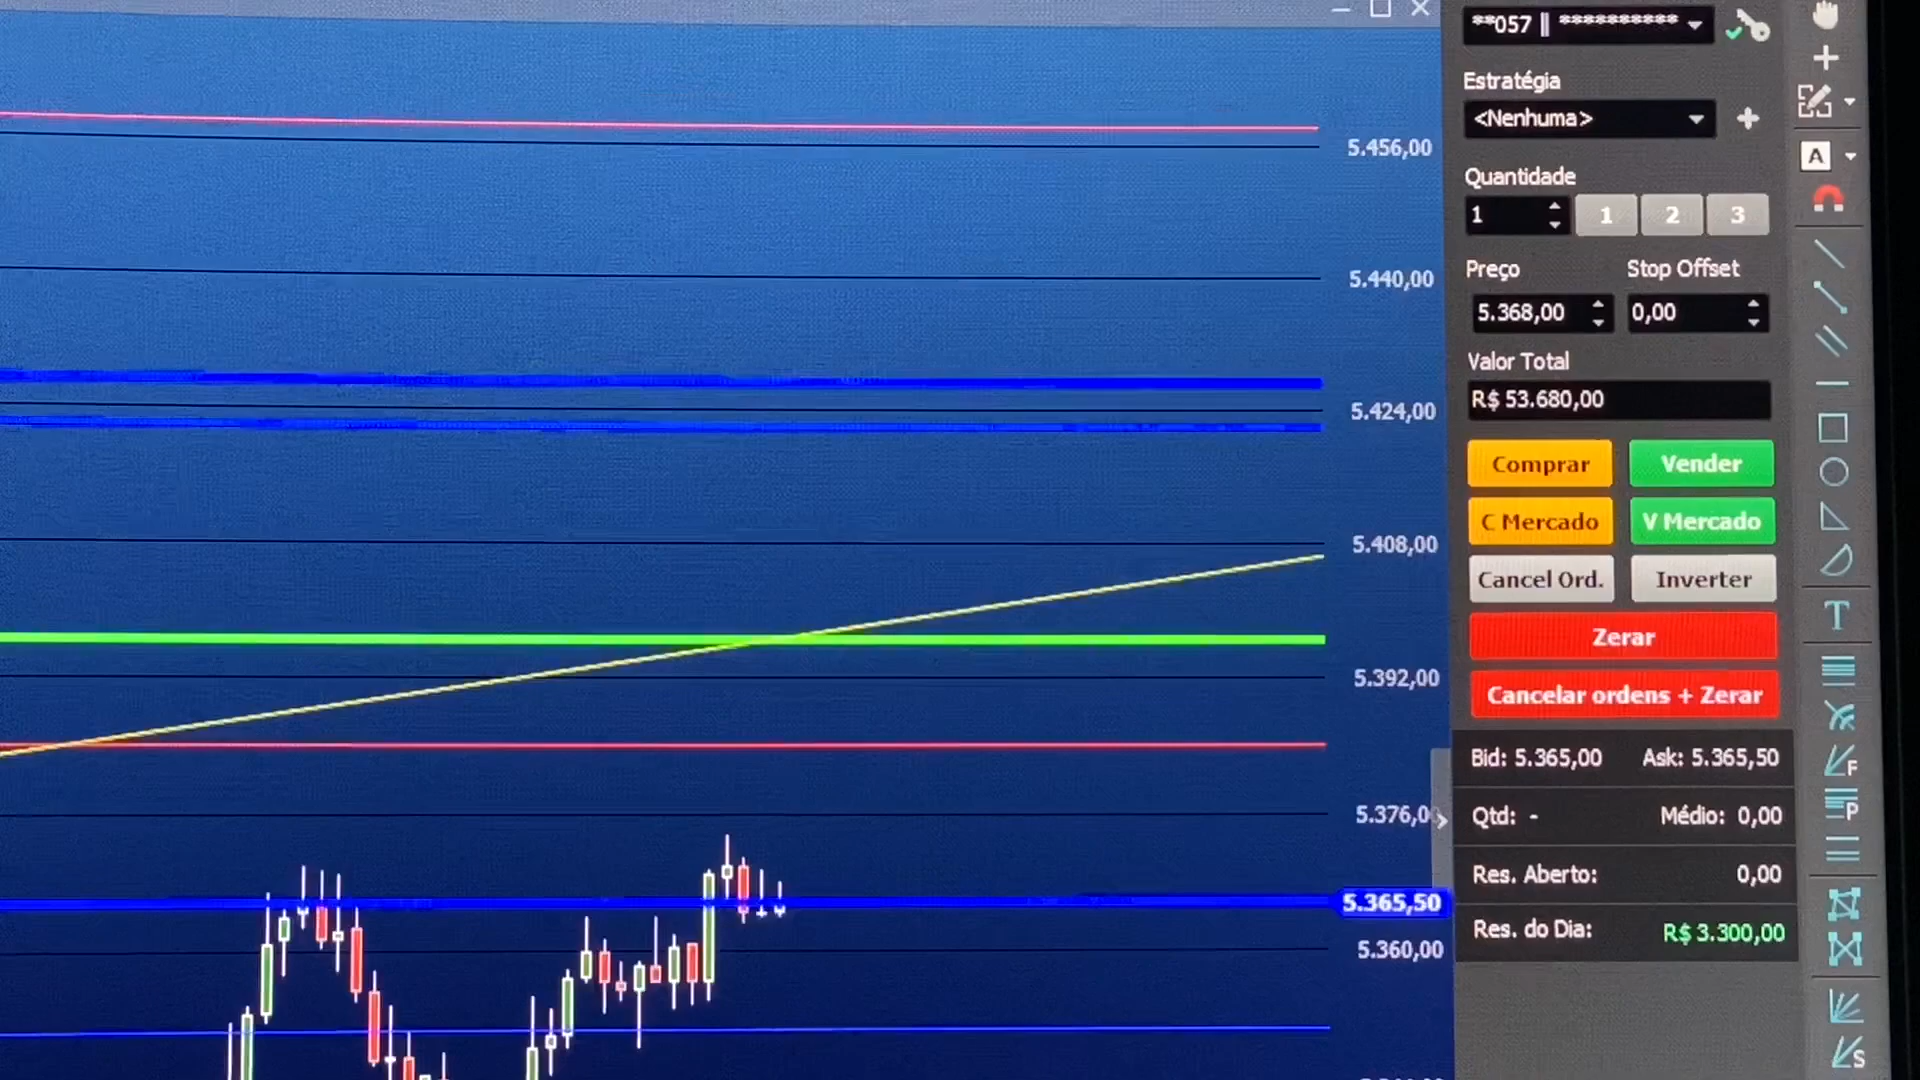 **057 || **********
Estratégia
<Nenhuma>
Quantidade
1
1
2
3
Preço
Stop Offset
5.368,00
0,00
Valor Total
R$ 53.680,00
Comprar
Vender
C Mercado
V Mercado
Cancel Ord.
Inverter
Zerar
Cancelar ordens + Zerar
Bid: 5.365,00
Ask: 5.365,50
Qtd: -
Médio: 0,00
Res. Aberto:
0,00
Res. do Dia:
R$ 3.300,00
5.456,00
5.440,00
5.424,00
5.408,00
5.392,00
5.376,00
5.365,50
5.360,00
A
T
F
P
S